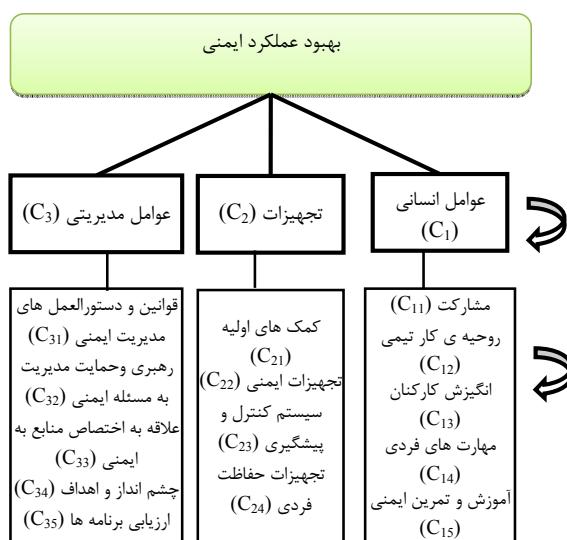 بهبود عملکرد ایمنی
عوامل انسانی
(C₁)
تجهیزات (C₂)
عوامل مدیریتی (C₃)
مشارکت (C₁₁)
روحیه ی کار تیمی
(C₁₂)
انگیزش کارکنان
(C₁₃)
مهارت های فردی
(C₁₄)
آموزش و تمرین ایمنی
(C₁₅)
کمک های اولیه
(C₂₁)
تجهیزات ایمنی (C₂₂)
سیستم کنترل و
پیشگیری (C₂₃)
تجهیزات حفاظت
فردی (C₂₄)
قوانین و دستورالعمل های
مدیریت ایمنی (C₃₁)
رهبری وحمایت مدیریت
به مسئله ایمنی (C₃₂)
علاقه به اختصاص منابع به
ایمنی (C₃₃)
چشم انداز و اهداف (C₃₄)
ارزیابی برنامه ها (C₃₅)